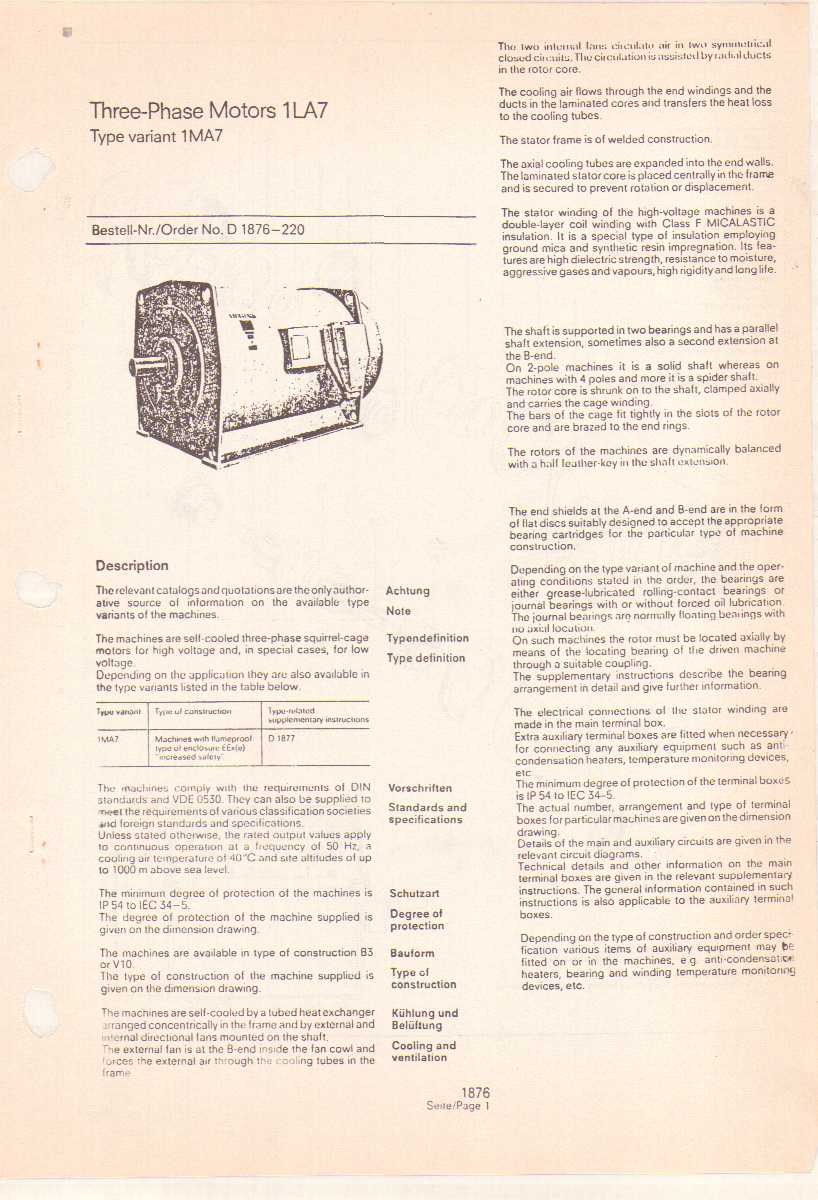 Three-Phase Motors 1LA7
Type variant 1MA7
Bestell-Nr./Order No. D 1876–220
Description
The relevant catalogs and quotations are the only author-
ative source of information on the available type
variants of the machines.
Achtung
Note
The machines are self-cooled three-phase squirrel-cage
motors for high voltage and, in special cases, for low
voltage.
Depending on the application they are also available in
the type variants listed in the table below.
Typendefinition
Type definition
Type variant
Type of construction
Type-related
supplementary instructions
1MA7
Machines with flameproof
type of enclosure EEx(e)
"increased safety"
D 1877
The machines comply with the requirements of DIN
standards and VDE 0530. They can also be supplied to
meet the requirements of various classification societies
and foreign standards and specifications.
Unless stated otherwise, the rated output values apply
to continuous operation at a frequency of 50 Hz, a
cooling air temperature of 40°C and site altitudes of up
to 1000 m above sea level.
Vorschriften
Standards and
specifications
The minimum degree of protection of the machines is
IP 54 to IEC 34–5.
The degree of protection of the machine supplied is
given on the dimension drawing.
Schutzart
Degree of
protection
The machines are available in type of construction B3
or V10.
The type of construction of the machine supplied is
given on the dimension drawing.
Bauform
Type of
construction
The machines are self-cooled by a tubed heat exchanger
arranged concentrically in the frame and by external and
internal directional fans mounted on the shaft.
The external fan is at the B-end inside the fan cowl and
forces the external air through the cooling tubes in the
frame
Kühlung und
Belüftung
Cooling and
ventilation
The two internal fans circulate air in two symmetrical
closed circuits. The circulation is assisted by radial ducts
in the rotor core.
The cooling air flows through the end windings and the
ducts in the laminated cores and transfers the heat loss
to the cooling tubes.
The stator frame is of welded construction.
The axial cooling tubes are expanded into the end walls.
The laminated stator core is placed centrally in the frame
and is secured to prevent rotation or displacement.
The stator winding of the high-voltage machines is a
double-layer coil winding with Class F MICALASTIC
insulation. It is a special type of insulation employing
ground mica and synthetic resin impregnation. Its fea-
tures are high dielectric strength, resistance to moisture,
aggressive gases and vapours, high rigidity and long life.
The shaft is supported in two bearings and has a parallel
shaft extension, sometimes also a second extension at
the B-end.
On 2-pole machines it is a solid shaft whereas on
machines with 4 poles and more it is a spider shaft.
The rotor core is shrunk on to the shaft, clamped axially
and carries the cage winding.
The bars of the cage fit tightly in the slots of the rotor
core and are brazed to the end rings.
The rotors of the machines are dynamically balanced
with a half feather-key in the shaft extension.
The end shields at the A-end and B-end are in the form
of flat discs suitably designed to accept the appropriate
bearing cartridges for the particular type of machine
construction.
Depending on the type variant of machine and the oper-
ating conditions stated in the order, the bearings are
either grease-lubricated rolling-contact bearings or
journal bearings with or without forced oil lubrication.
The journal bearings are normally floating bearings with
no axial location.
On such machines the rotor must be located axially by
means of the locating bearing of the driven machine
through a suitable coupling.
The supplementary instructions describe the bearing
arrangement in detail and give further information.
The electrical connections of the stator winding are
made in the main terminal box.
Extra auxiliary terminal boxes are fitted when necessary
for connecting any auxiliary equipment such as anti-
condensation heaters, temperature monitoring devices,
etc
The minimum degree of protection of the terminal boxes
is IP 54 to IEC 34–5.
The actual number, arrangement and type of terminal
boxes for particular machines are given on the dimension
drawing.
Details of the main and auxiliary circuits are given in the
relevant circuit diagrams.
Technical details and other information on the main
terminal boxes are given in the relevant supplementary
instructions. The general information contained in such
instructions is also applicable to the auxiliary terminal
boxes.
Depending on the type of construction and order speci-
fication various items of auxiliary equipment may be
fitted on or in the machines, e.g. anti-condensation
heaters, bearing and winding temperature monitoring
devices, etc.
1876
Seite/Page 1